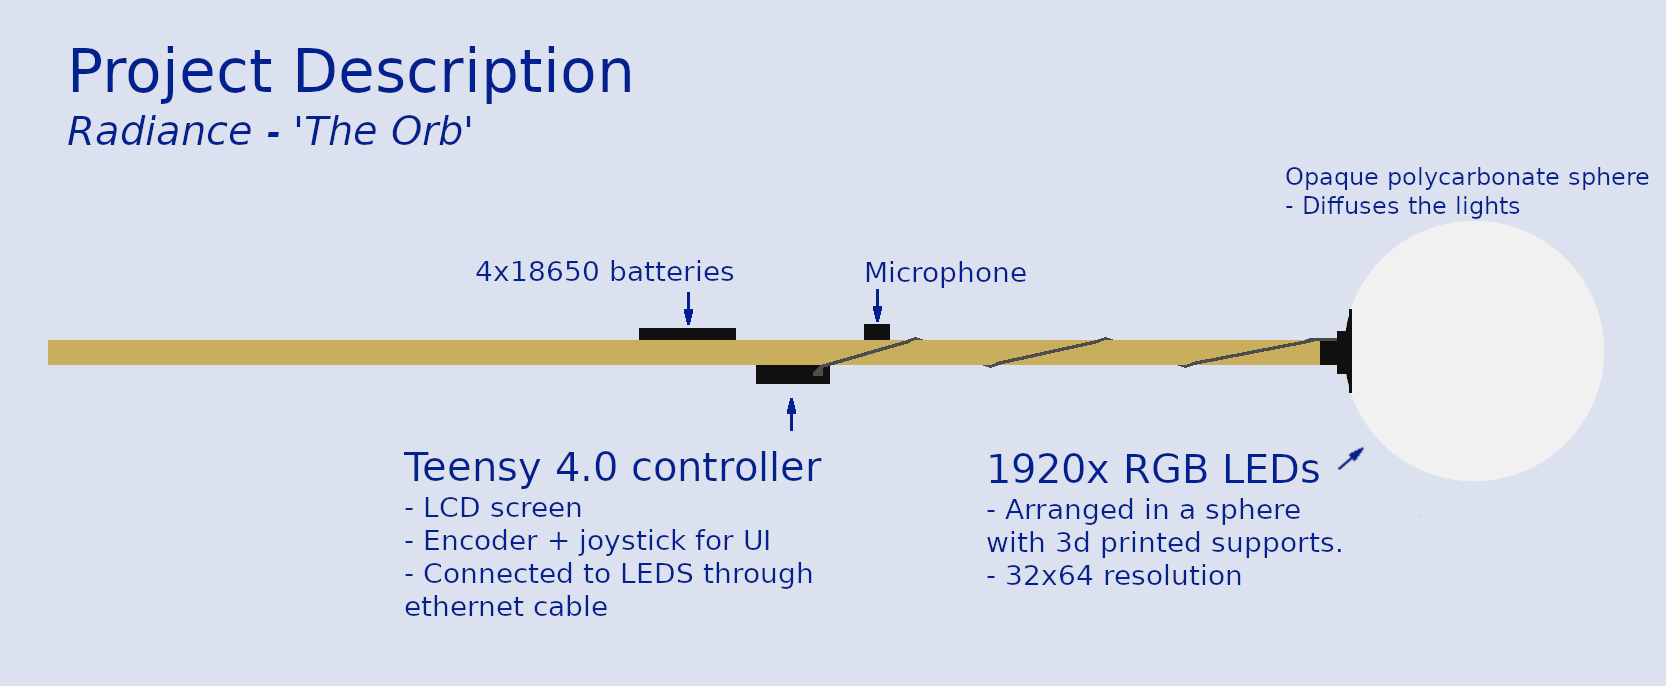 Project Description
Radiance - 'The Orb'
Opaque polycarbonate sphere
- Diffuses the lights
4x18650 batteries
Microphone
Teensy 4.0 controller
- LCD screen
- Encoder + joystick for UI
- Connected to LEDS through
ethernet cable
1920x RGB LEDs
- Arranged in a sphere
with 3d printed supports.
- 32x64 resolution